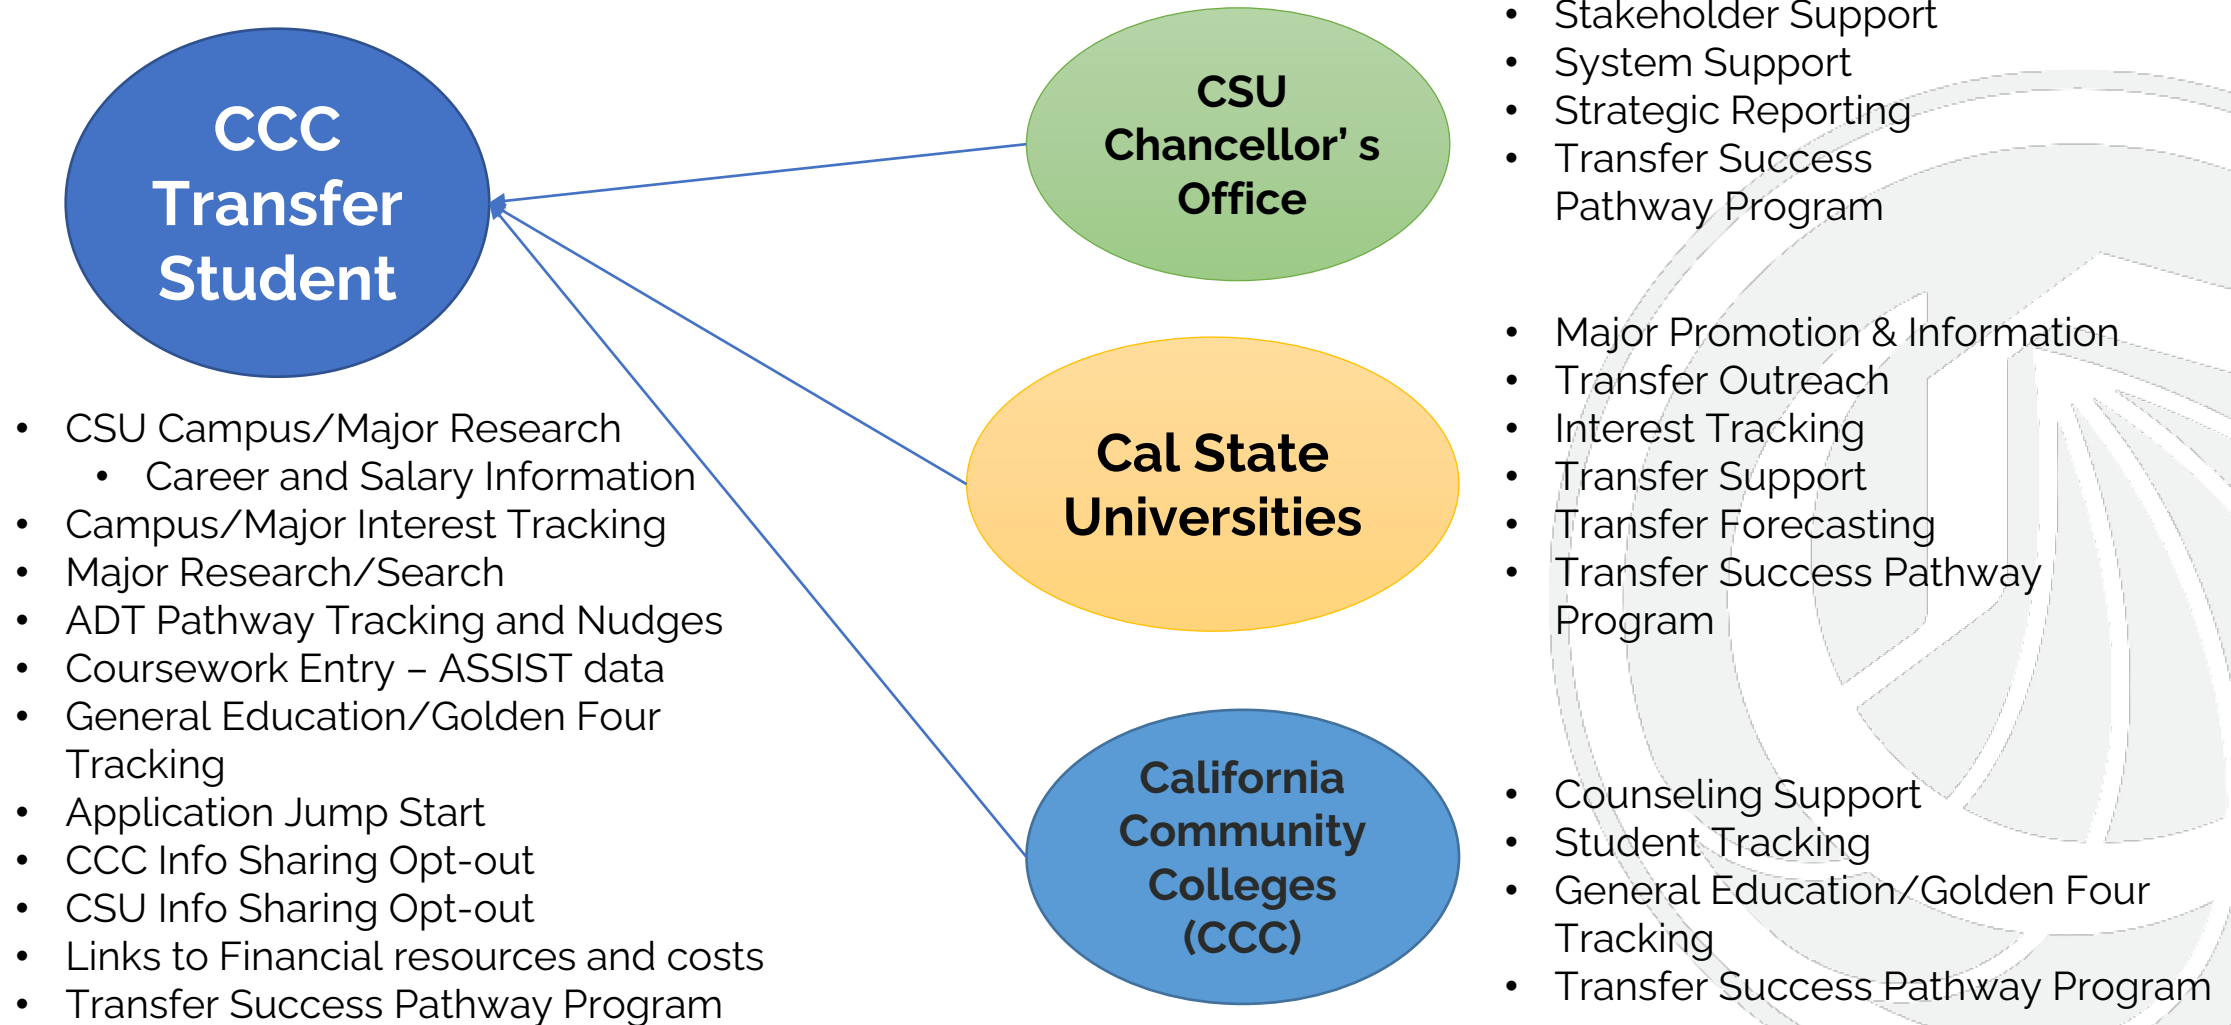 CCC
Transfer
Student
• CSU Campus/Major Research
• Career and Salary Information
• Campus/Major Interest Tracking
• Major Research/Search
• ADT Pathway Tracking and Nudges
• Coursework Entry – ASSIST data
• General Education/Golden Four
Tracking
• Application Jump Start
• CCC Info Sharing Opt-out
• CSU Info Sharing Opt-out
• Links to Financial resources and costs
• Transfer Success Pathway Program
CSU
Chancellor’ s
Office
• Stakeholder Support
• System Support
• Strategic Reporting
• Transfer Success
Pathway Program
Cal State
Universities
• Major Promotion & Information
• Transfer Outreach
• Interest Tracking
• Transfer Support
• Transfer Forecasting
• Transfer Success Pathway
Program
California
Community
Colleges
(CCC)
• Counseling Support
• Student Tracking
• General Education/Golden Four
Tracking
• Transfer Success Pathway Program